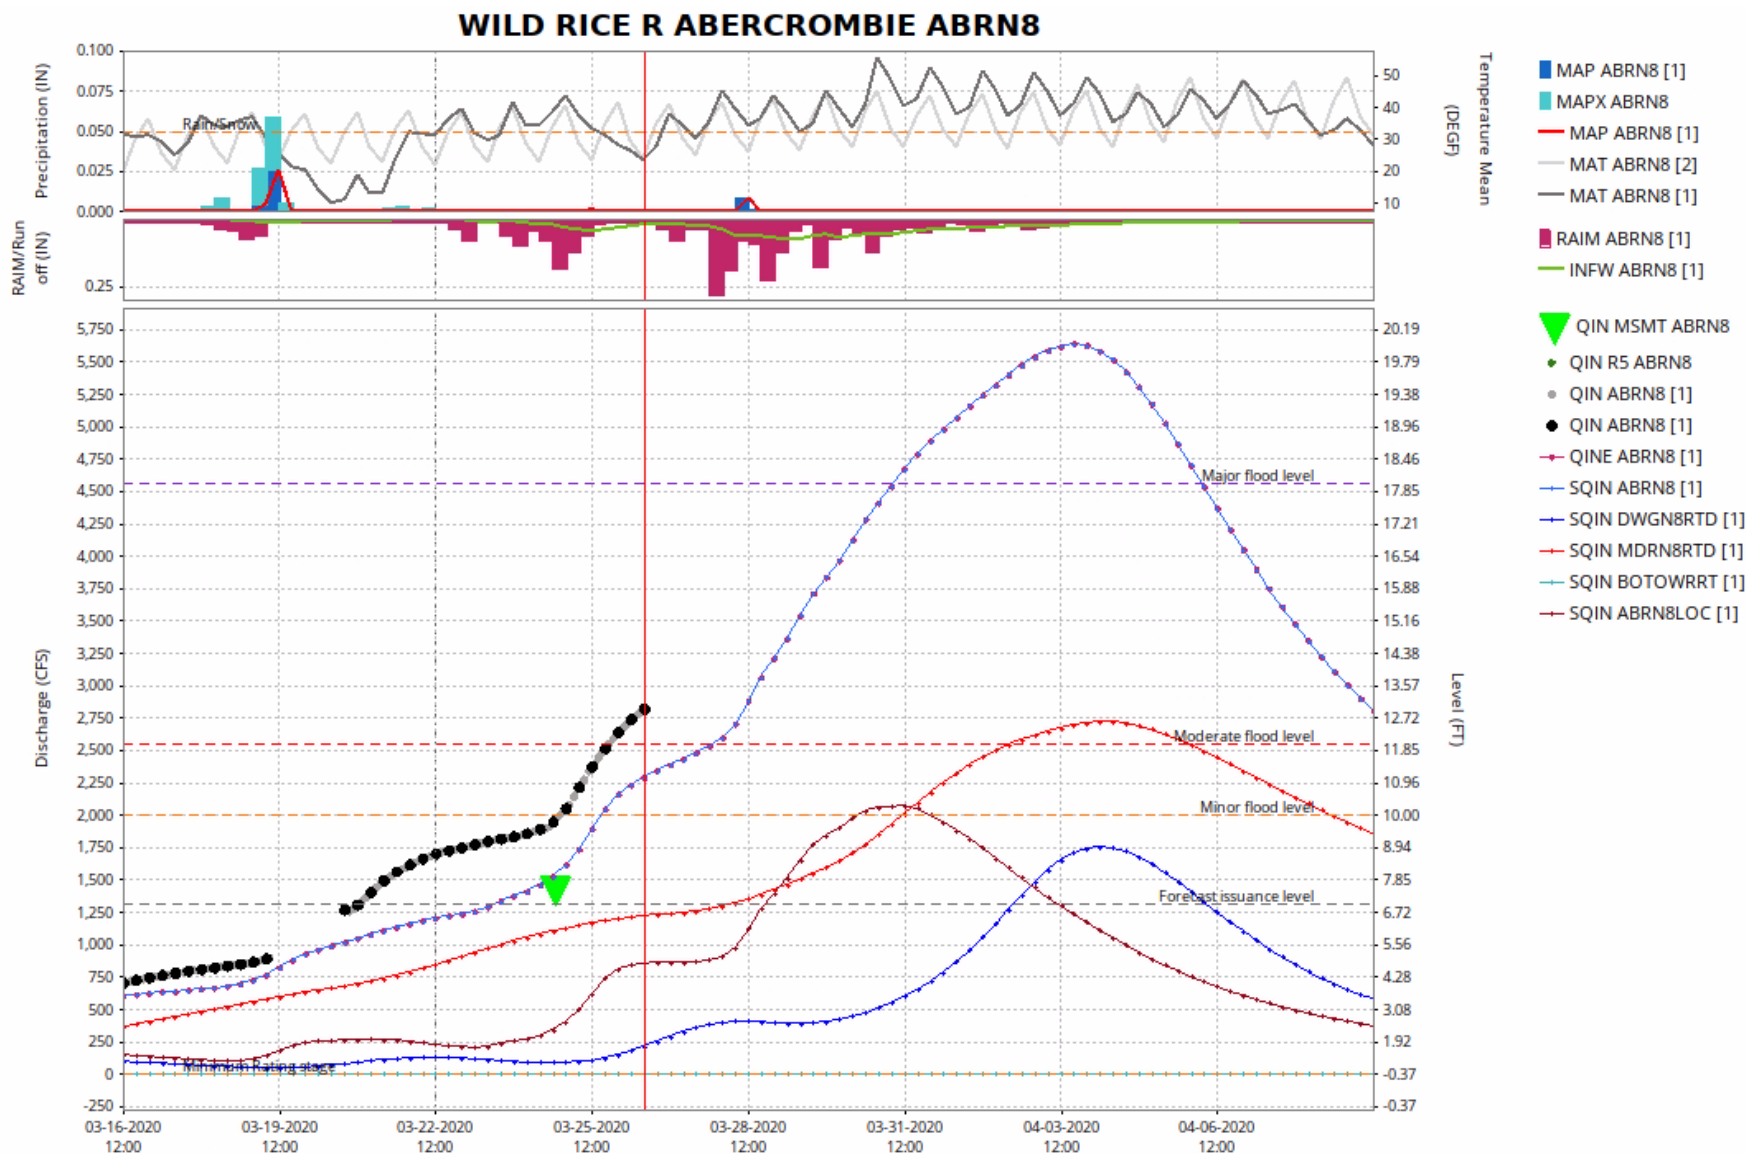 WILD RICE R ABERCROMBIE ABRN8
Precipitation (IN)
0.100
0.075
0.050
0.025
0.000
Rain/Snow
50
40
30
20
10
Temperature Mean
(DEGF)
RAIM/Run
off (IN)
0.25
Discharge (CFS)
5,750
5,500
5,250
5,000
4,750
4,500
4,250
4,000
3,750
3,500
3,250
3,000
2,750
2,500
2,250
2,000
1,750
1,500
1,250
1,000
750
500
250
0
-250
Major flood level
Moderate flood level
Minor flood level
Forecast issuance level
Minimum Rating stage
20.19
19.79
19.38
18.96
18.46
17.85
17.21
16.54
15.88
15.16
14.38
13.57
12.72
11.85
10.96
10.00
8.94
7.85
6.72
5.56
4.28
3.08
1.92
-0.37
-0.37
Level (FT)
03-16-2020 03-19-2020 03-22-2020 03-25-2020 03-28-2020 03-31-2020 04-03-2020 04-06-2020
12:00 12:00 12:00 12:00 12:00 12:00 12:00 12:00
MAP ABRN8 [1]
MAPX ABRN8
MAP ABRN8 [1]
MAT ABRN8 [2]
MAT ABRN8 [1]
RAIM ABRN8 [1]
INFW ABRN8 [1]
QIN MSMT ABRN8
QIN R5 ABRN8
QIN ABRN8 [1]
QIN ABRN8 [1]
QINE ABRN8 [1]
SQIN ABRN8 [1]
SQIN DWGN8RTD [1]
SQIN MDRN8RTD [1]
SQIN BOTOWRRT [1]
SQIN ABRN8LOC [1]